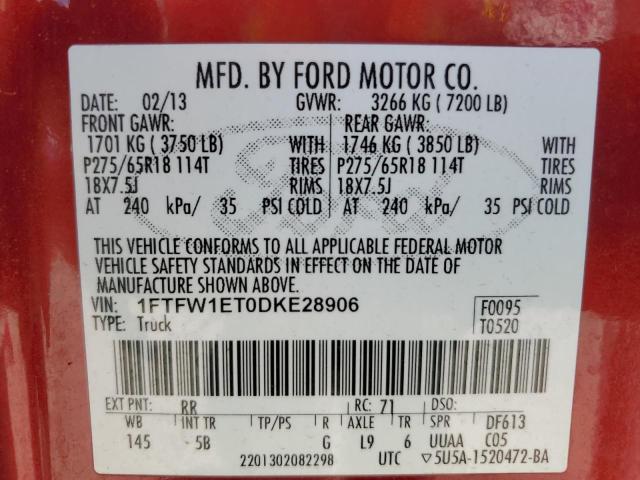 MFD. BY FORD MOTOR CO.
DATE: 02/13 GVWR: 3266 KG ( 7200 LB)
FRONT GAWR: REAR GAWR:
1701 KG ( 3750 LB) WITH 1746 KG ( 3850 LB) WITH
P275/65R18 114T TIRES P275/65R18 114T TIRES
18X7.5J RIMS 18X7.5J RIMS
AT 240 kPa/ 35 PSI COLD AT 240 kPa/ 35 PSI COLD
THIS VEHICLE CONFORMS TO ALL APPLICABLE FEDERAL MOTOR
VEHICLE SAFETY STANDARDS IN EFFECT ON THE DATE OF
MANUFACTURE SHOWN ABOVE.
VIN: 1FTFW1ET0DKE28906 F0095
TYPE: Truck T0520
EXT PNT: RR RC: 71 DSO:
WB INT TR TP/PS R AXLE TR SPR DF613
145 5B G L9 6 UUAA C05
2201302082298 UTC ▽5U5A-1520472-BA
Ford